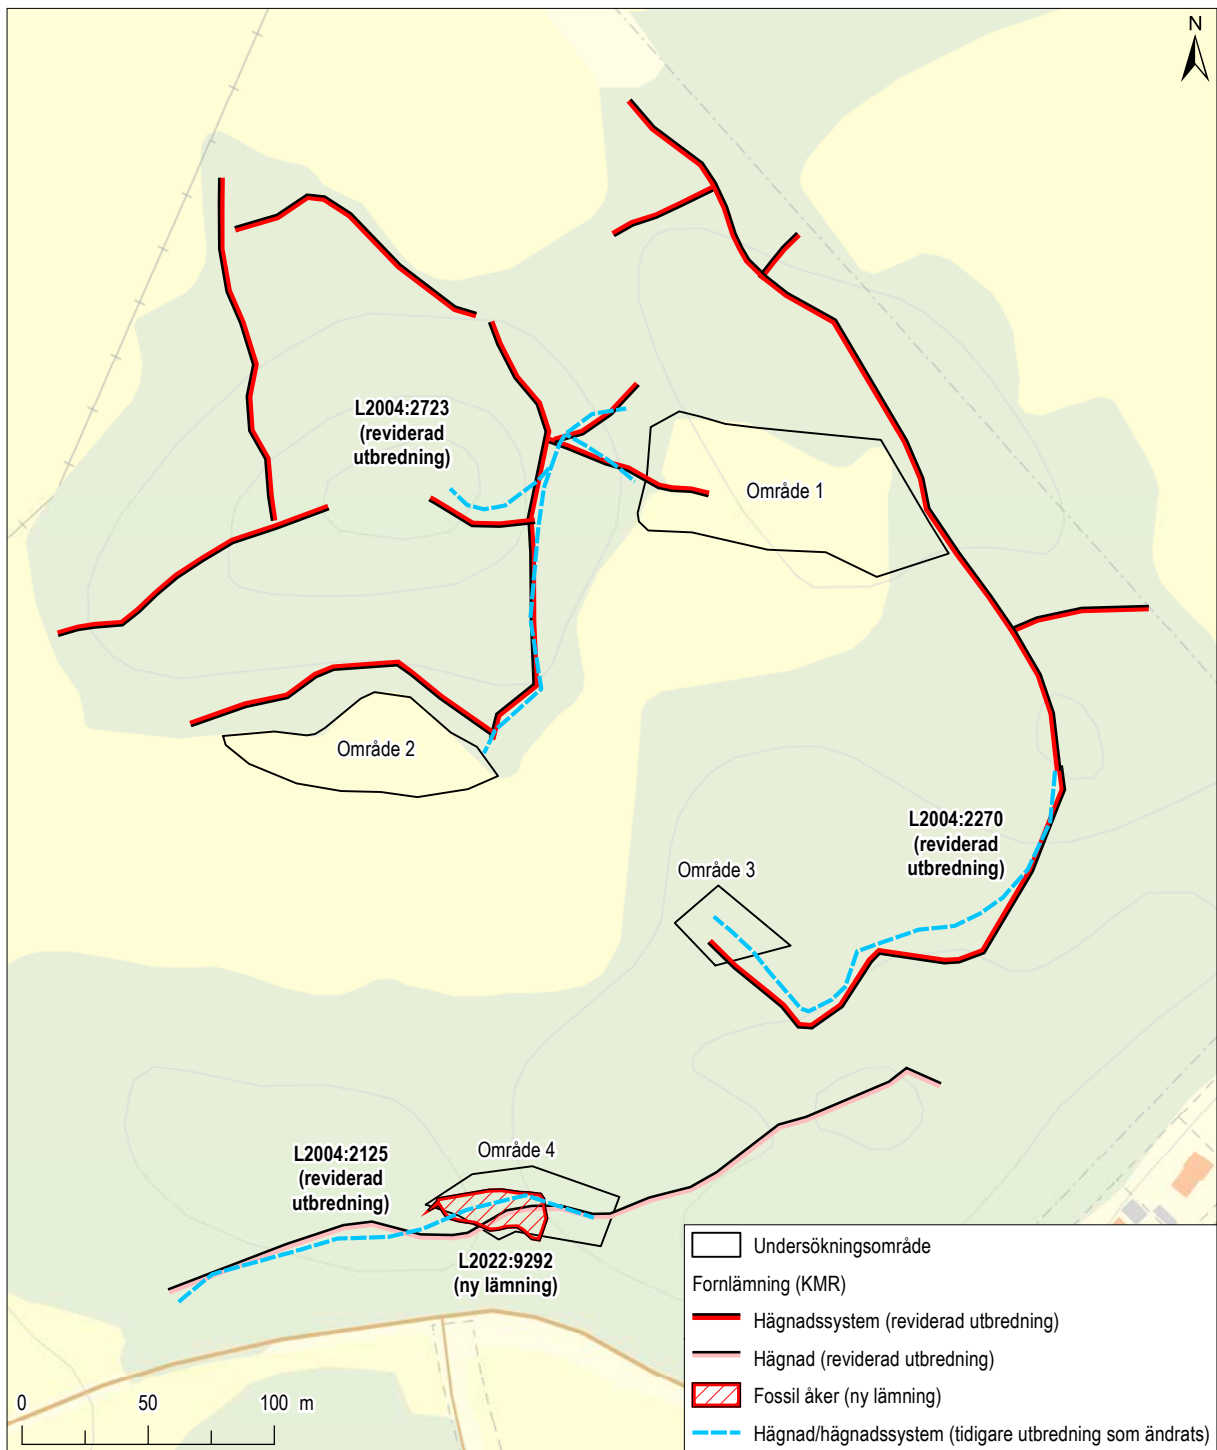 N
L2004:2723
(reviderad
utbredning)
Område 1
Område 2
L2004:2270
(reviderad
utbredning)
Område 3
Område 4
L2004:2125
(reviderad
utbredning)
L2022:9292
(ny lämning)
Undersökningsområde
Fornlämning (KMR)
Hägnadssystem (reviderad utbredning)
Hägnad (reviderad utbredning)
Fossil åker (ny lämning)
Hägnad/hägnadssystem (tidigare utbredning som ändrats)
0 50 100 m